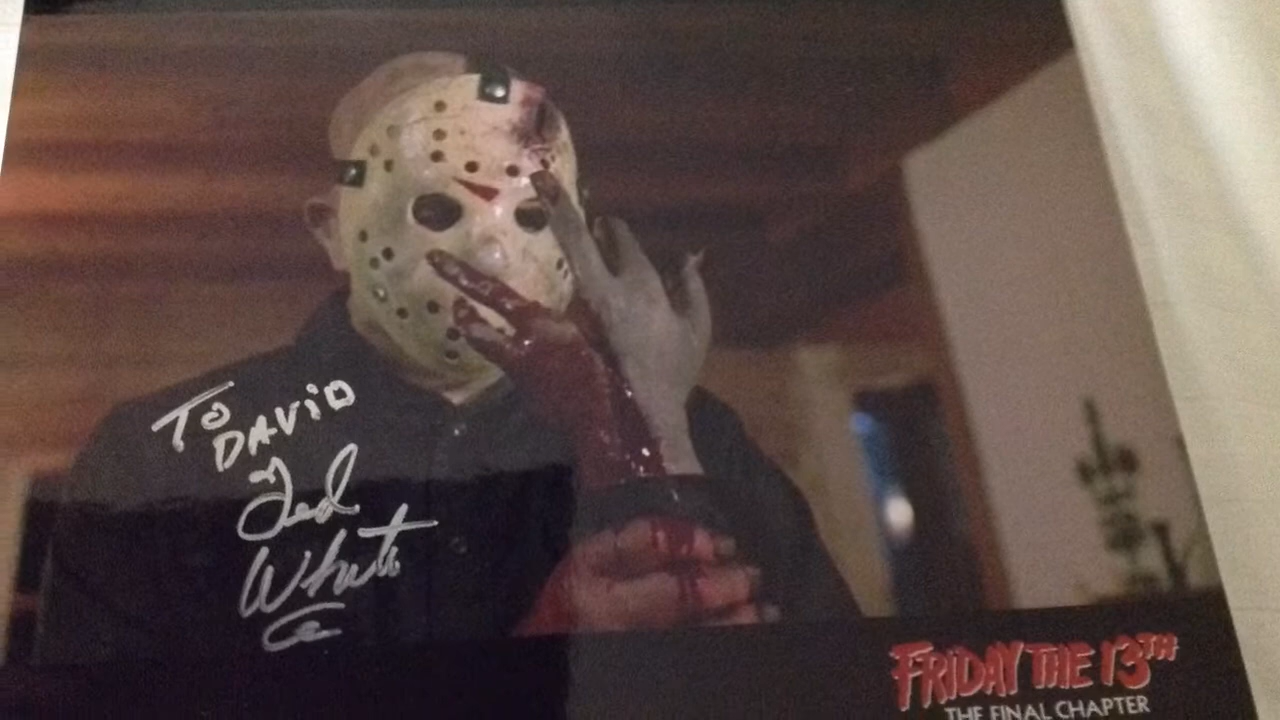 TO
DAVID
Ted
White
FRIDAY THE 13TH
THE FINAL CHAPTER